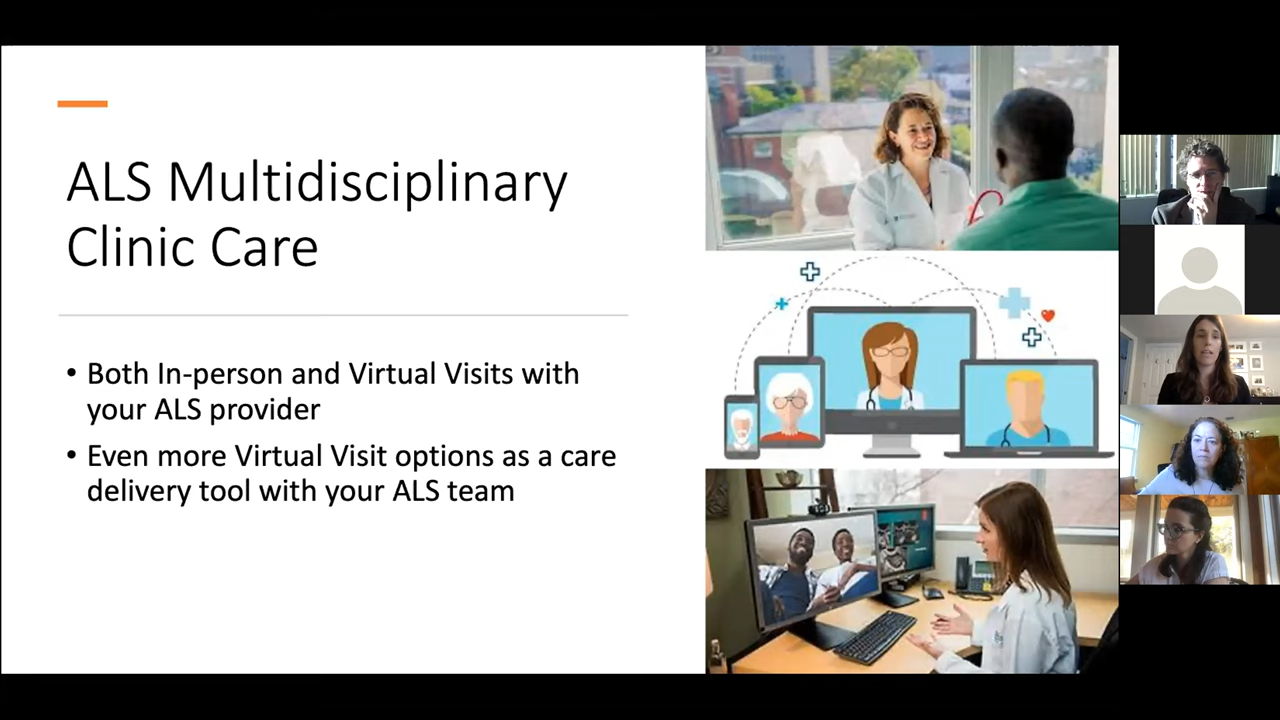 ALS Multidisciplinary
Clinic Care
• Both In-person and Virtual Visits with
your ALS provider
• Even more Virtual Visit options as a care
delivery tool with your ALS team